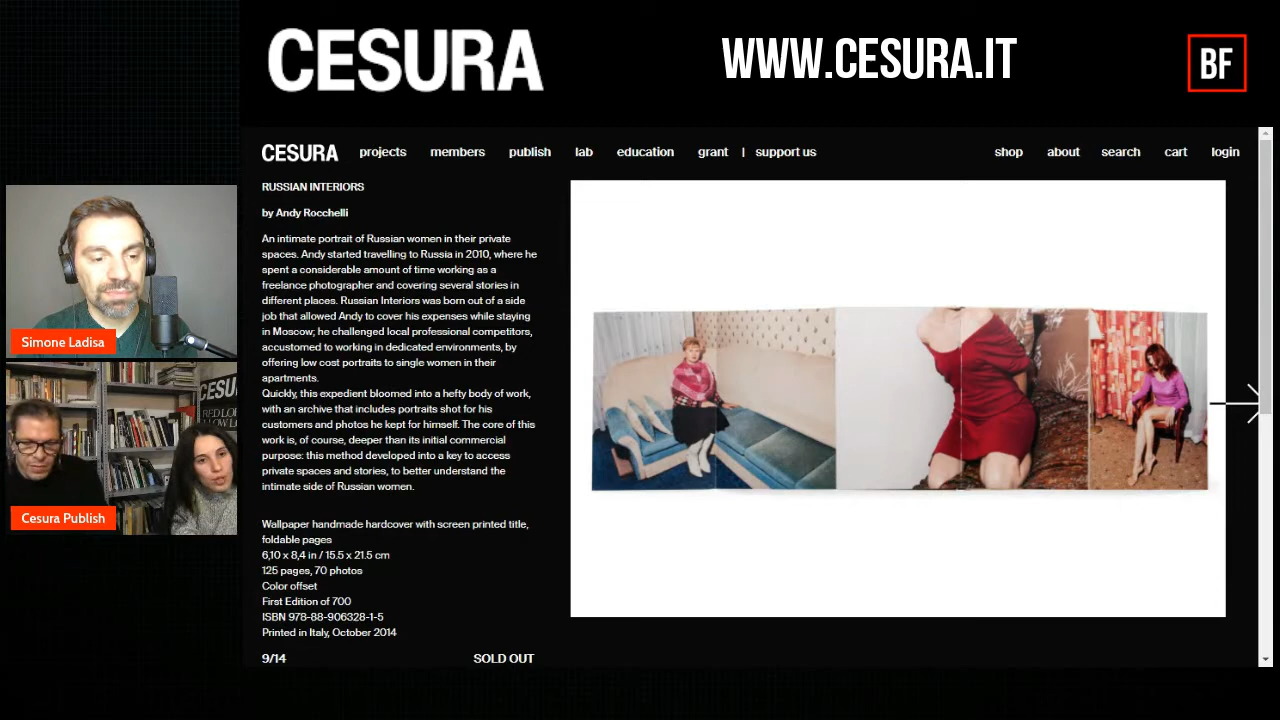 CESURA
WWW.CESURA.IT
BF
CESURA projects members publish lab education grant | support us shop about search cart login
RUSSIAN INTERIORS
by Andy Rocchelli
An intimate portrait of Russian women in their private
spaces. Andy started travelling to Russia in 2010, where he
spent a considerable amount of time working as a
freelance photographer and covering several stories in
different places. Russian Interiors was born out of a side
job that allowed Andy to cover his expenses while staying
in Moscow; he challenged local professional competitors,
accustomed to working in dedicated environments, by
offering low cost portraits to single women in their
apartments.
Quickly, this expedient bloomed into a hefty body of work,
with an archive that includes portraits shot for his
customers and photos he kept for himself. The core of this
work is, of course, deeper than its initial commercial
purpose: this method developed into a key to access
private spaces and stories, to better understand the
intimate side of Russian women.
Wallpaper handmade hardcover with screen printed title,
foldable pages
6,10 x 8,4 in / 15.5 x 21.5 cm
125 pages, 70 photos
Color offset
First Edition of 700
ISBN 978-88-906328-1-5
Printed in Italy, October 2014
9/14 SOLD OUT
Simone Ladisa
CESU
Cesura Publish